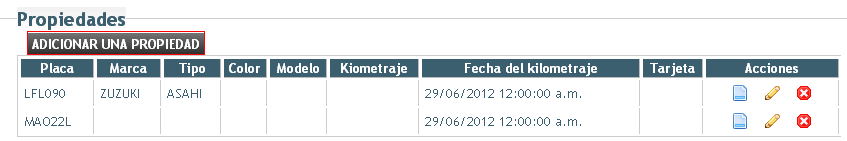 Propiedades
ADICIONAR UNA PROPIEDAD
Placa Marca Tipo Color Modelo Kiometraje Fecha del kilometraje Tarjeta Acciones
LFL090 ZUZUKI ASAHI 29/06/2012 12:00:00 a.m.
MAO22L 29/06/2012 12:00:00 a.m.